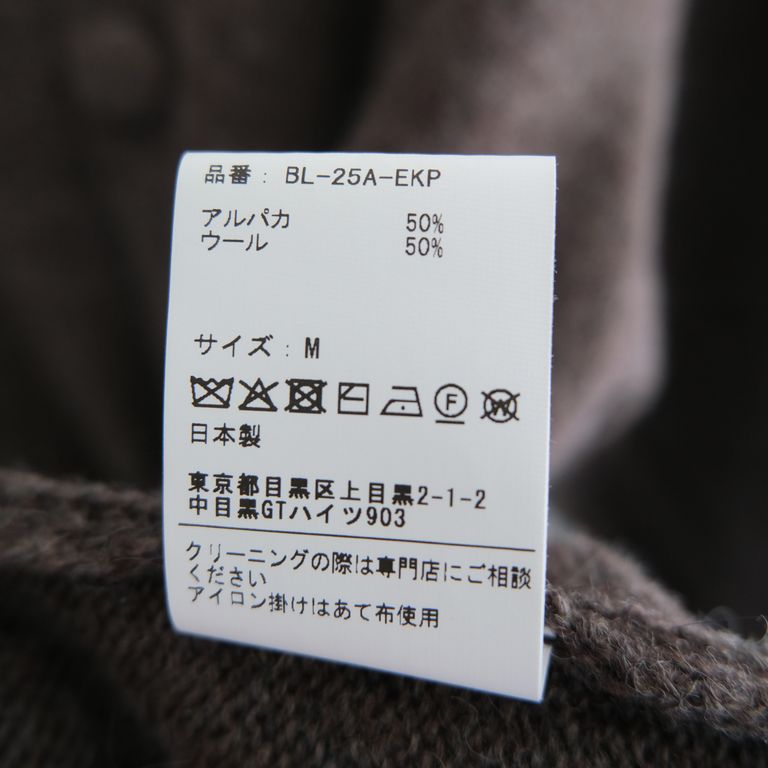 品番： BL-25A-EKP
アルパカ 50%
ウール 50%
サイズ：M
F W
日本製
東京都目黒区上目黒2-1-2
中目黒GTハイツ903
クリーニングの際は専門店にご相談
ください
アイロン掛けはあて布使用